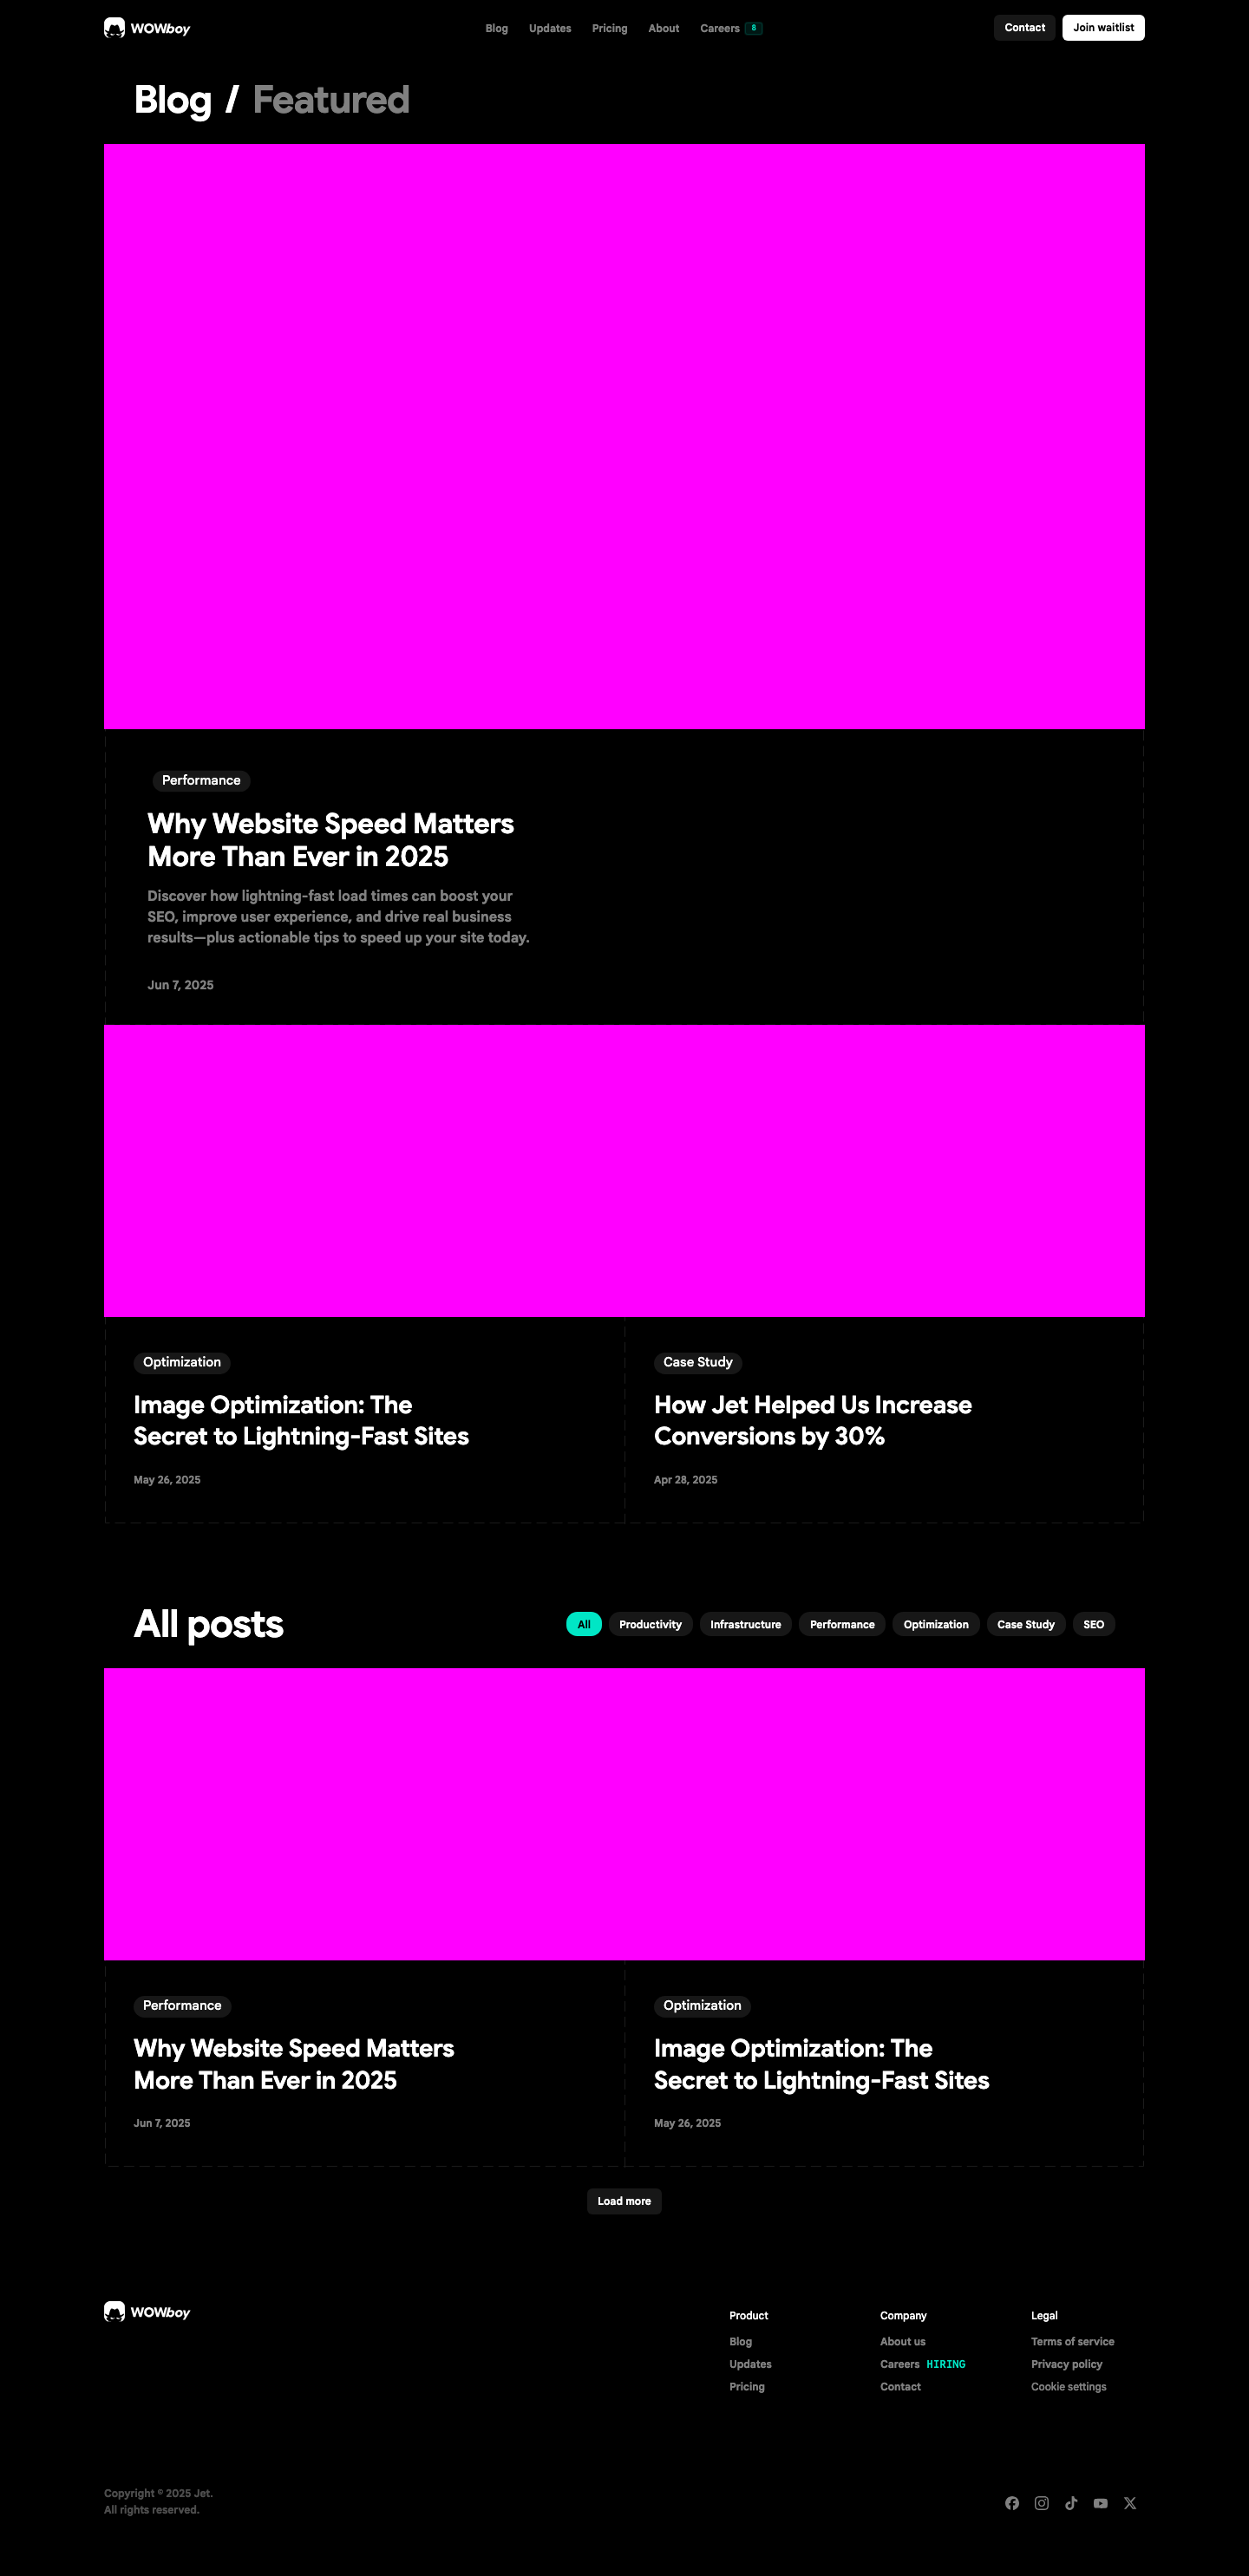 WOWboy
Blog
Updates
Pricing
About
Careers 8
Contact
Join waitlist
Blog / Featured
Performance
Why Website Speed Matters
More Than Ever in 2025
Discover how lightning-fast load times can boost your
SEO, improve user experience, and drive real business
results—plus actionable tips to speed up your site today.
Jun 7, 2025
Optimization
Image Optimization: The
Secret to Lightning-Fast Sites
May 26, 2025
Case Study
How Jet Helped Us Increase
Conversions by 30%
Apr 28, 2025
All posts
All
Productivity
Infrastructure
Performance
Optimization
Case Study
SEO
Performance
Why Website Speed Matters
More Than Ever in 2025
Jun 7, 2025
Optimization
Image Optimization: The
Secret to Lightning-Fast Sites
May 26, 2025
Load more
WOWboy
Product
Blog
Updates
Pricing
Company
About us
Careers HIRING
Contact
Legal
Terms of service
Privacy policy
Cookie settings
Copyright © 2025 Jet.
All rights reserved.